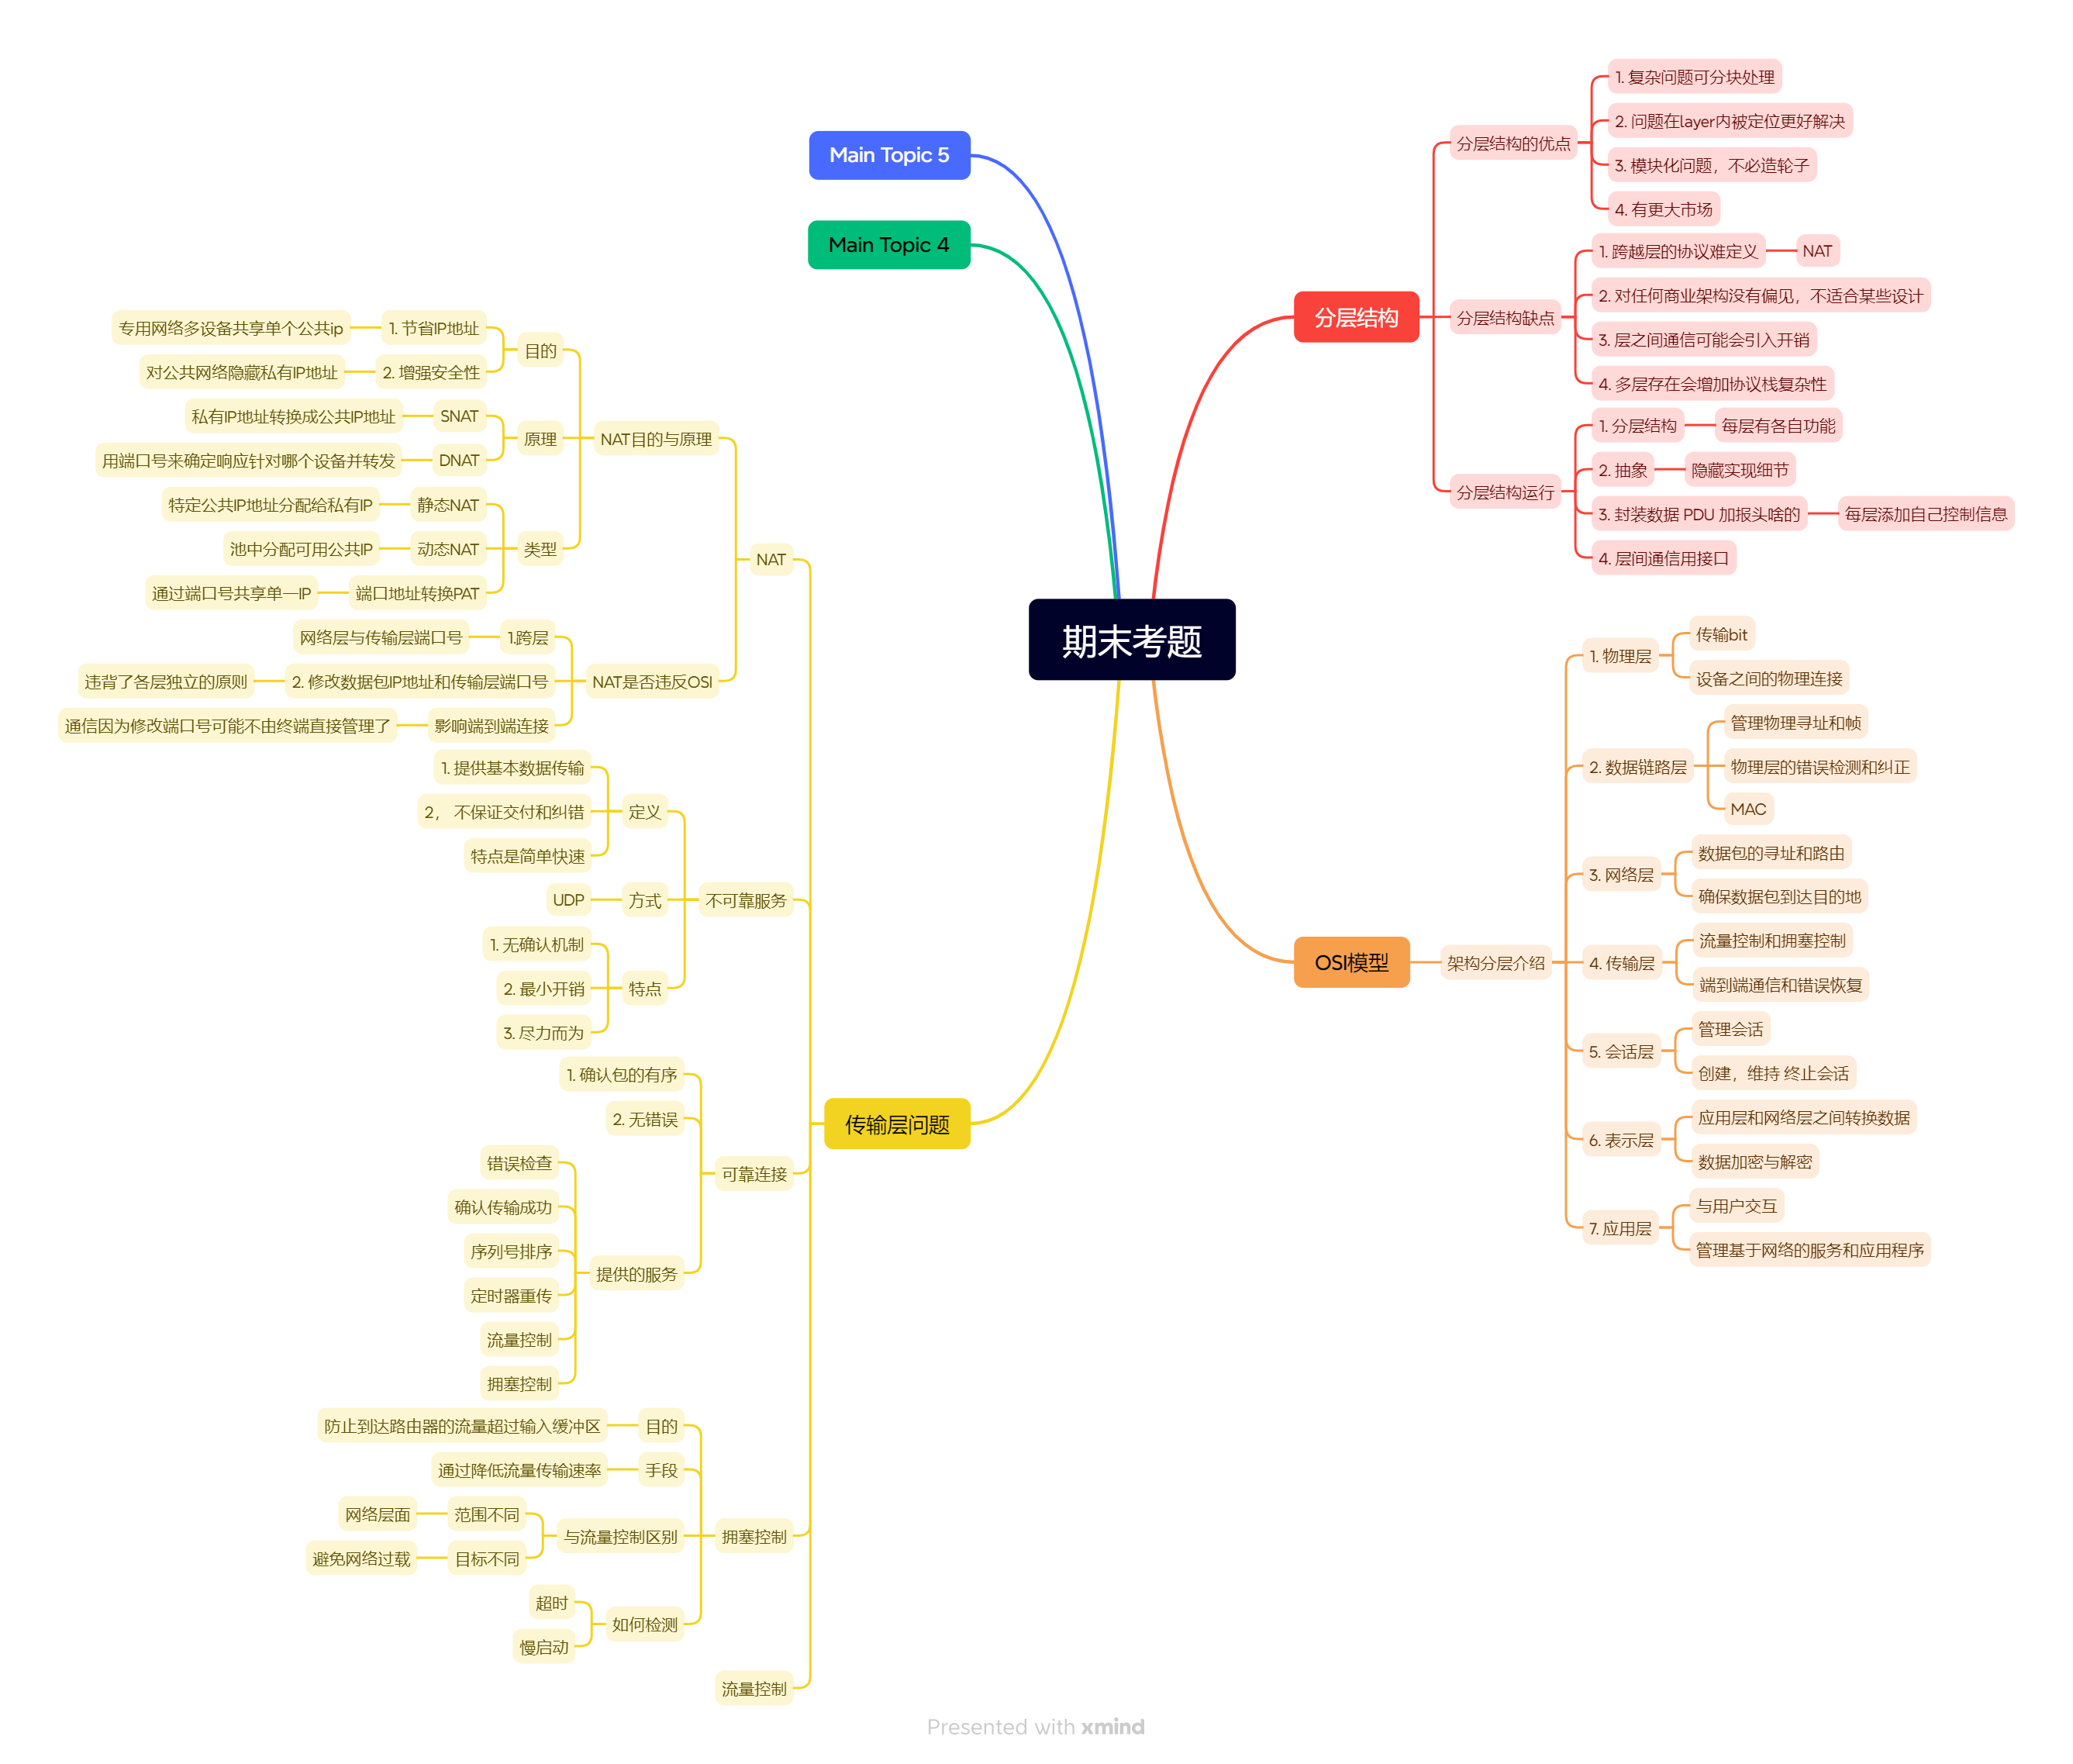 期末考题
分层结构
分层结构的优点
1. 复杂问题可分块处理
2. 问题在layer内被定位更好解决
3. 模块化问题，不必造轮子
4. 有更大市场
分层结构缺点
1. 跨越层的协议难定义
NAT
2. 对任何商业架构没有偏见，不适合某些设计
3. 层之间通信可能会引入开销
4. 多层存在会增加协议栈复杂性
分层结构运行
1. 分层结构
每层有各自功能
2. 抽象
隐藏实现细节
3. 封装数据 PDU 加报头啥的
每层添加自己控制信息
4. 层间通信用接口
OSI模型
架构分层介绍
1. 物理层
传输bit
设备之间的物理连接
2. 数据链路层
管理物理寻址和帧
物理层的错误检测和纠正
MAC
3. 网络层
数据包的寻址和路由
确保数据包到达目的地
4. 传输层
流量控制和拥塞控制
端到端通信和错误恢复
5. 会话层
管理会话
创建，维持 终止会话
6. 表示层
应用层和网络层之间转换数据
数据加密与解密
7. 应用层
与用户交互
管理基于网络的服务和应用程序
传输层问题
NAT
NAT目的与原理
目的
1. 节省IP地址
专用网络多设备共享单个公共ip
2. 增强安全性
对公共网络隐藏私有IP地址
原理
SNAT
私有IP地址转换成公共IP地址
DNAT
用端口号来确定响应针对哪个设备并转发
类型
静态NAT
特定公共IP地址分配给私有IP
动态NAT
池中分配可用公共IP
端口地址转换PAT
通过端口号共享单一IP
NAT是否违反OSI
1.跨层
网络层与传输层端口号
2. 修改数据包IP地址和传输层端口号
违背了各层独立的原则
影响端到端连接
通信因为修改端口号可能不由终端直接管理了
不可靠服务
定义
1. 提供基本数据传输
2， 不保证交付和纠错
特点是简单快速
方式
UDP
特点
1. 无确认机制
2. 最小开销
3. 尽力而为
可靠连接
1. 确认包的有序
2. 无错误
提供的服务
错误检查
确认传输成功
序列号排序
定时器重传
流量控制
拥塞控制
拥塞控制
目的
防止到达路由器的流量超过输入缓冲区
手段
通过降低流量传输速率
与流量控制区别
范围不同
网络层面
目标不同
避免网络过载
如何检测
超时
慢启动
流量控制
Main Topic 4
Main Topic 5
Presented with xmind